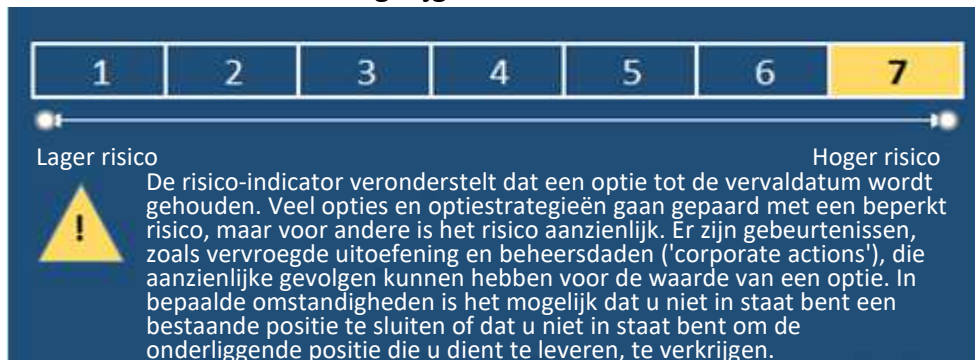 1 2 3 4 5 6 7
Lager risico Hoger risico
De risico-indicator veronderstelt dat een optie tot de vervaldatum wordt
gehouden. Veel opties en optiestrategieën gaan gepaard met een beperkt
risico, maar voor andere is het risico aanzienlijk. Er zijn gebeurtenissen,
zoals vervroegde uitoefening en beheersdaden ('corporate actions'), die
aanzienlijke gevolgen kunnen hebben voor de waarde van een optie. In
bepaalde omstandigheden is het mogelijk dat u niet in staat bent een
bestaande positie te sluiten of dat u niet in staat bent om de
onderliggende positie die u dient te leveren, te verkrijgen.